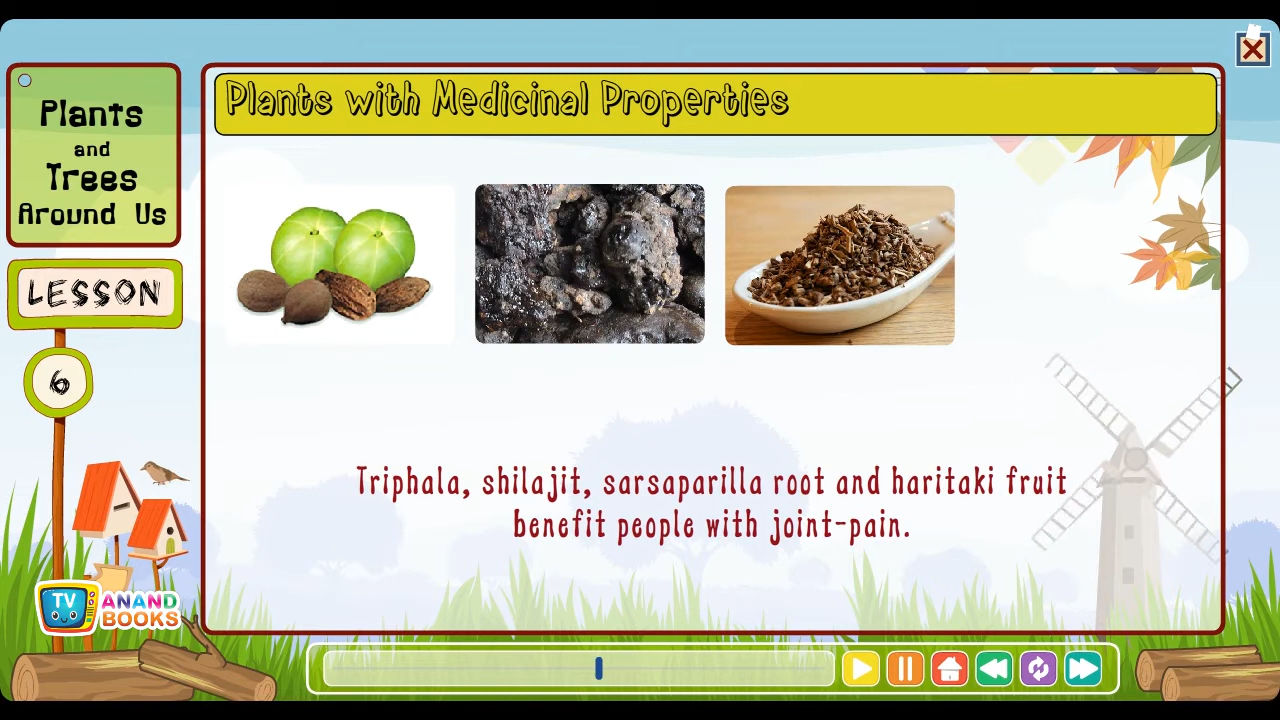 Plants with Medicinal Properties
Plants
and
Trees
Around Us
LESSON
6
Triphala, shilajit, sarsaparilla root and haritaki fruit
benefit people with joint-pain.
TV
ANAND
BOOKS